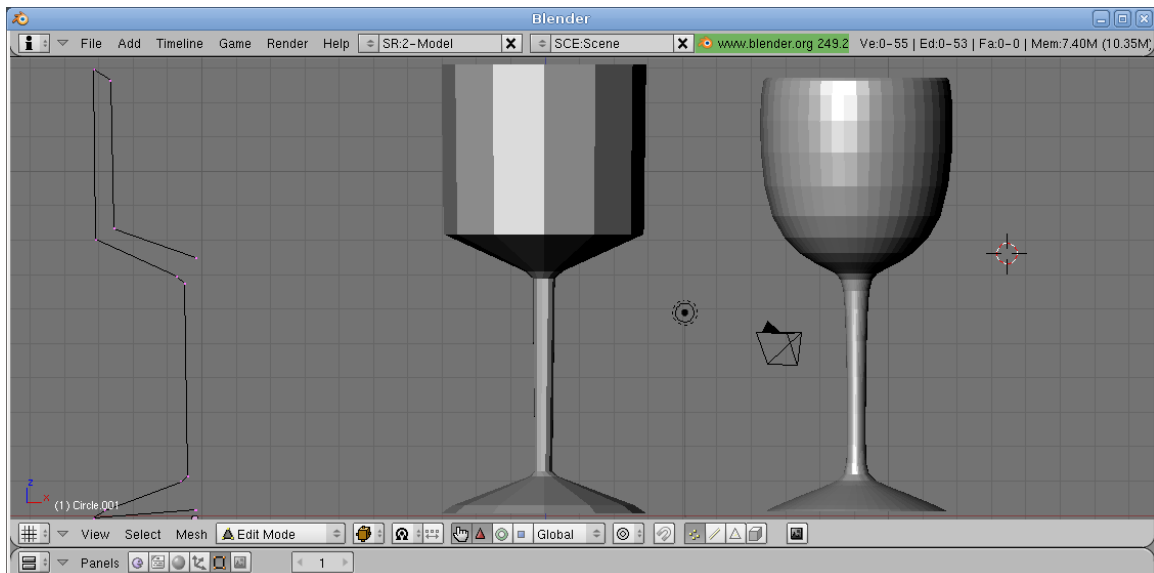 Blender
File Add Timeline Game Render Help SR:2-Model SCE:Scene www.blender.org 249.2 Ve:0-55 | Ed:0-53 | Fa:0-0 | Mem:7.40M (10.35M)
z
x
(1) Circle.001
View Select Mesh Edit Mode Global
Panels 1